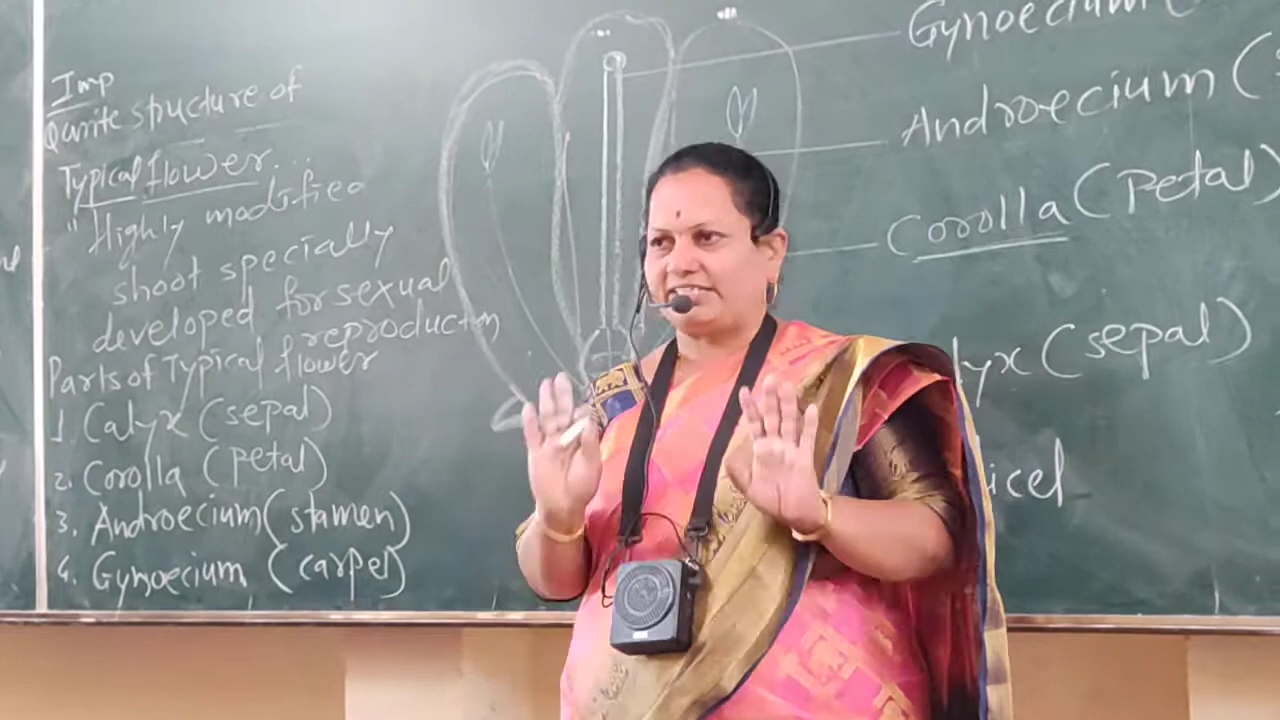 Imp
Qunite structure of
Typical flower...
"Highly modified
shoot specially
developed for sexual
reproduction
Parts of Typical flower
1. Calyx (sepal)
2. Corolla (petal)
3. Androecium (stamen)
4. Gynoecium (carpel)
Gynoecium (
Androecium (
Corolla (Petal)
lyx (sepal)
icel